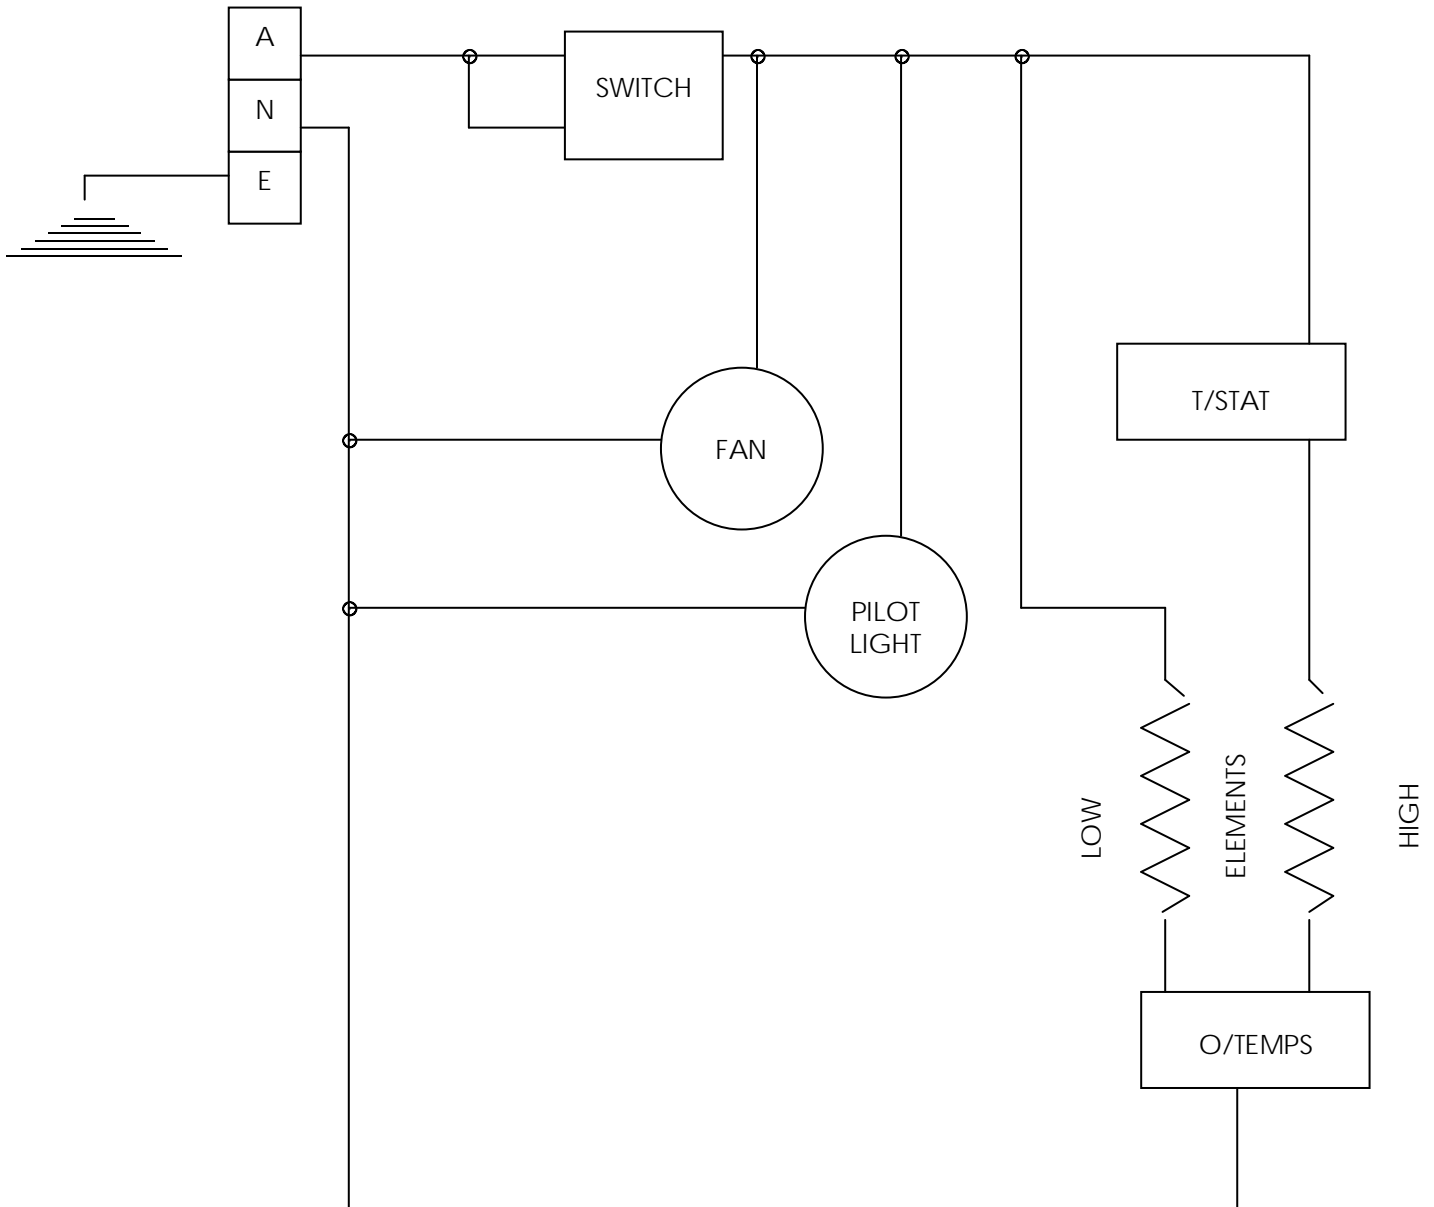 A
N
E
SWITCH
T/STAT
FAN
PILOT
LIGHT
LOW
ELEMENTS
HIGH
O/TEMPS